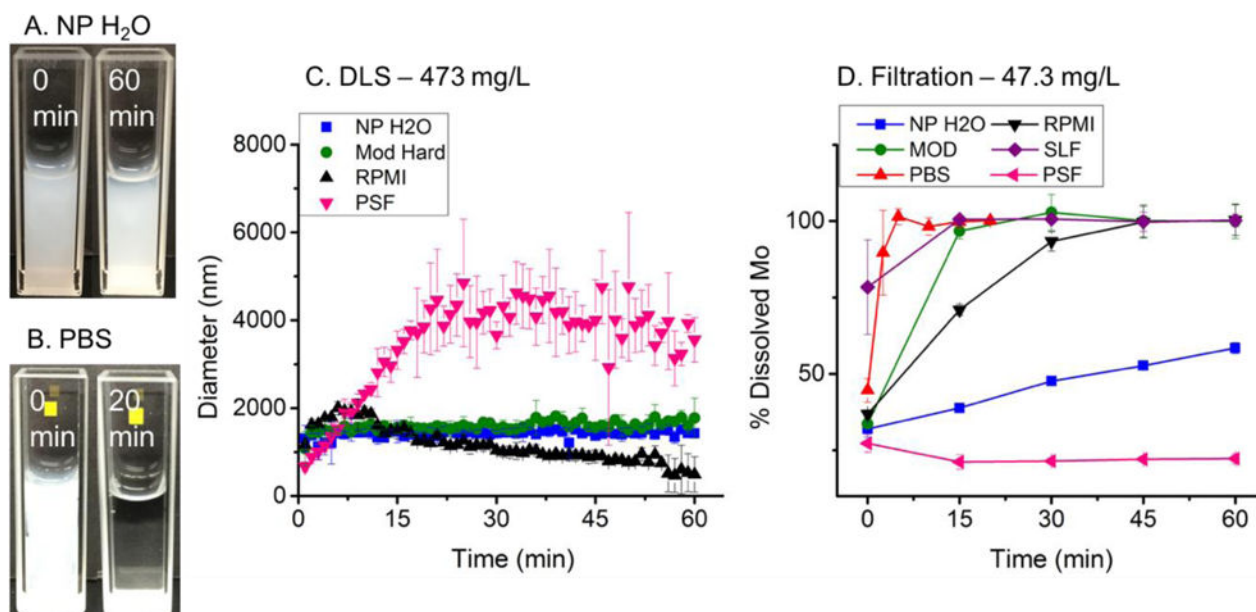 A. NP H₂O
0
min
60
min
B. PBS
0
min
20
min
C. DLS – 473 mg/L
NP H2O
Mod Hard
RPMI
PSF
8000
6000
4000
2000
0
Diameter (nm)
0 15 30 45 60
Time (min)
D. Filtration – 47.3 mg/L
NP H2O RPMI
MOD SLF
PBS PSF
100
50
% Dissolved Mo
0 15 30 45 60
Time (min)